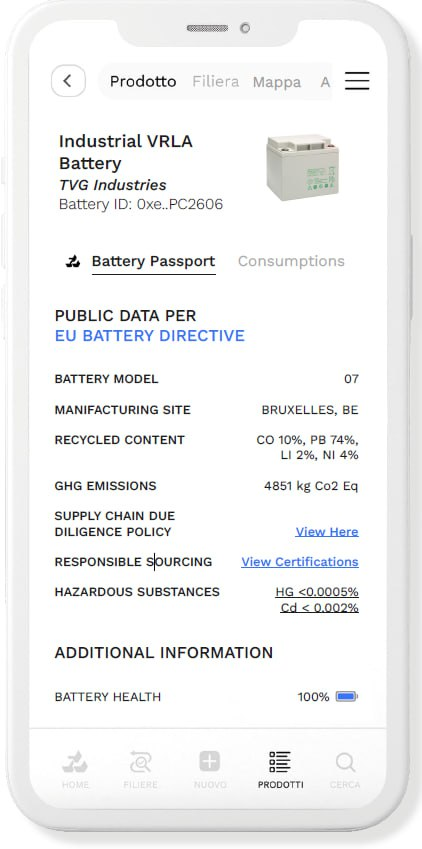 Prodotto Filiera Mappa A
Industrial VRLA
Battery
TVG Industries
Battery ID: 0xe..PC2606
Battery Passport Consumptions
PUBLIC DATA PER
EU BATTERY DIRECTIVE
BATTERY MODEL 07
MANIFACTURING SITE BRUXELLES, BE
RECYCLED CONTENT CO 10%, PB 74%,
LI 2%, NI 4%
GHG EMISSIONS 4851 kg Co2 Eq
SUPPLY CHAIN DUE
DILIGENCE POLICY View Here
RESPONSIBLE SOURCING View Certifications
HAZARDOUS SUBSTANCES HG <0.0005%
Cd < 0.002%
ADDITIONAL INFORMATION
BATTERY HEALTH 100%
HOME FILIERE NUOVO PRODOTTI CERCA